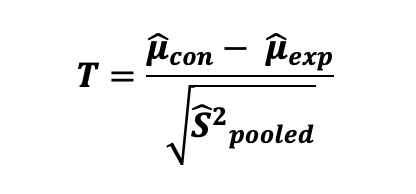 T = (μ̂_con − μ̂_exp) / √(Ŝ²_pooled)